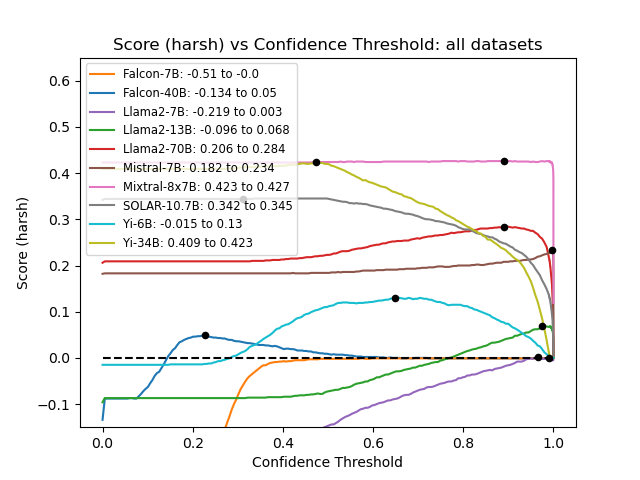 Score (harsh) vs Confidence Threshold: all datasets
Score (harsh)
0.6
0.5
0.4
0.3
0.2
0.1
0.0
−0.1
Falcon-7B: -0.51 to -0.0
Falcon-40B: -0.134 to 0.05
Llama2-7B: -0.219 to 0.003
Llama2-13B: -0.096 to 0.068
Llama2-70B: 0.206 to 0.284
Mistral-7B: 0.182 to 0.234
Mixtral-8x7B: 0.423 to 0.427
SOLAR-10.7B: 0.342 to 0.345
Yi-6B: -0.015 to 0.13
Yi-34B: 0.409 to 0.423
0.0 0.2 0.4 0.6 0.8 1.0
Confidence Threshold